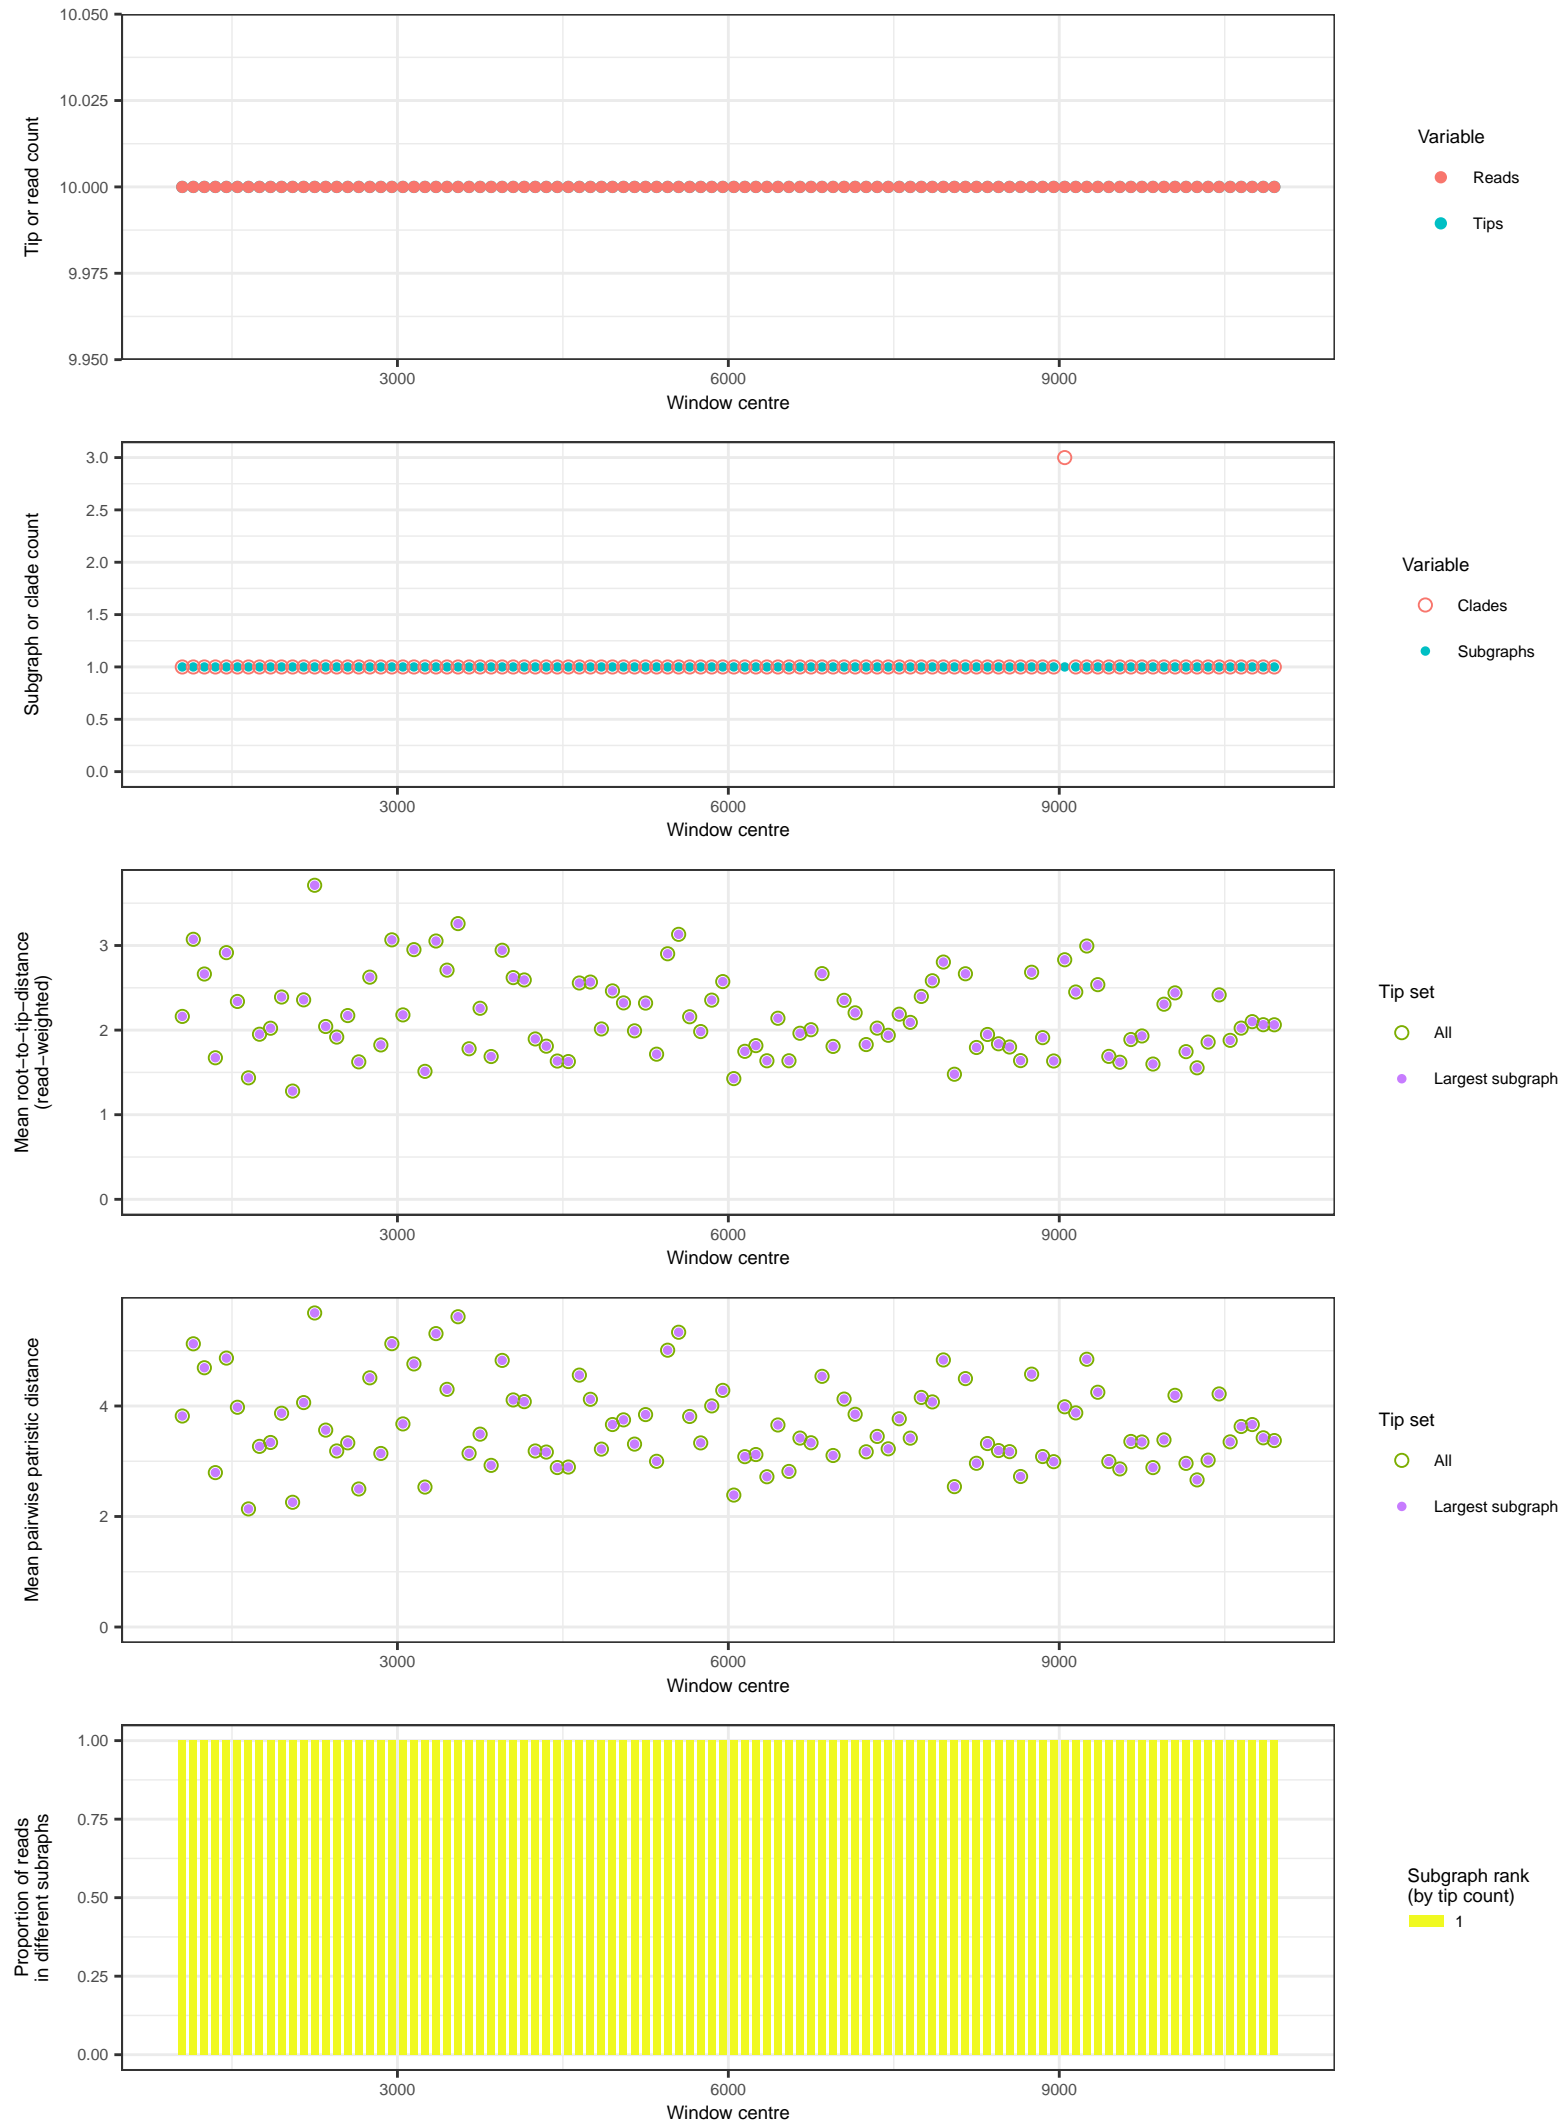 10.050
10.025
10.000
9.975
9.950
Tip or read count
3000
6000
9000
Window centre
Variable
Reads
Tips
3.0
2.5
2.0
1.5
1.0
0.5
0.0
Subgraph or clade count
3000
6000
9000
Window centre
Variable
Clades
Subgraphs
3
2
1
0
Mean root−to−tip−distance
(read−weighted)
3000
6000
9000
Window centre
Tip set
All
Largest subgraph
4
2
0
Mean pairwise patristic distance
3000
6000
9000
Window centre
Tip set
All
Largest subgraph
1.00
0.75
0.50
0.25
0.00
Proportion of reads
in different subraphs
3000
6000
9000
Window centre
Subgraph rank
(by tip count)
1